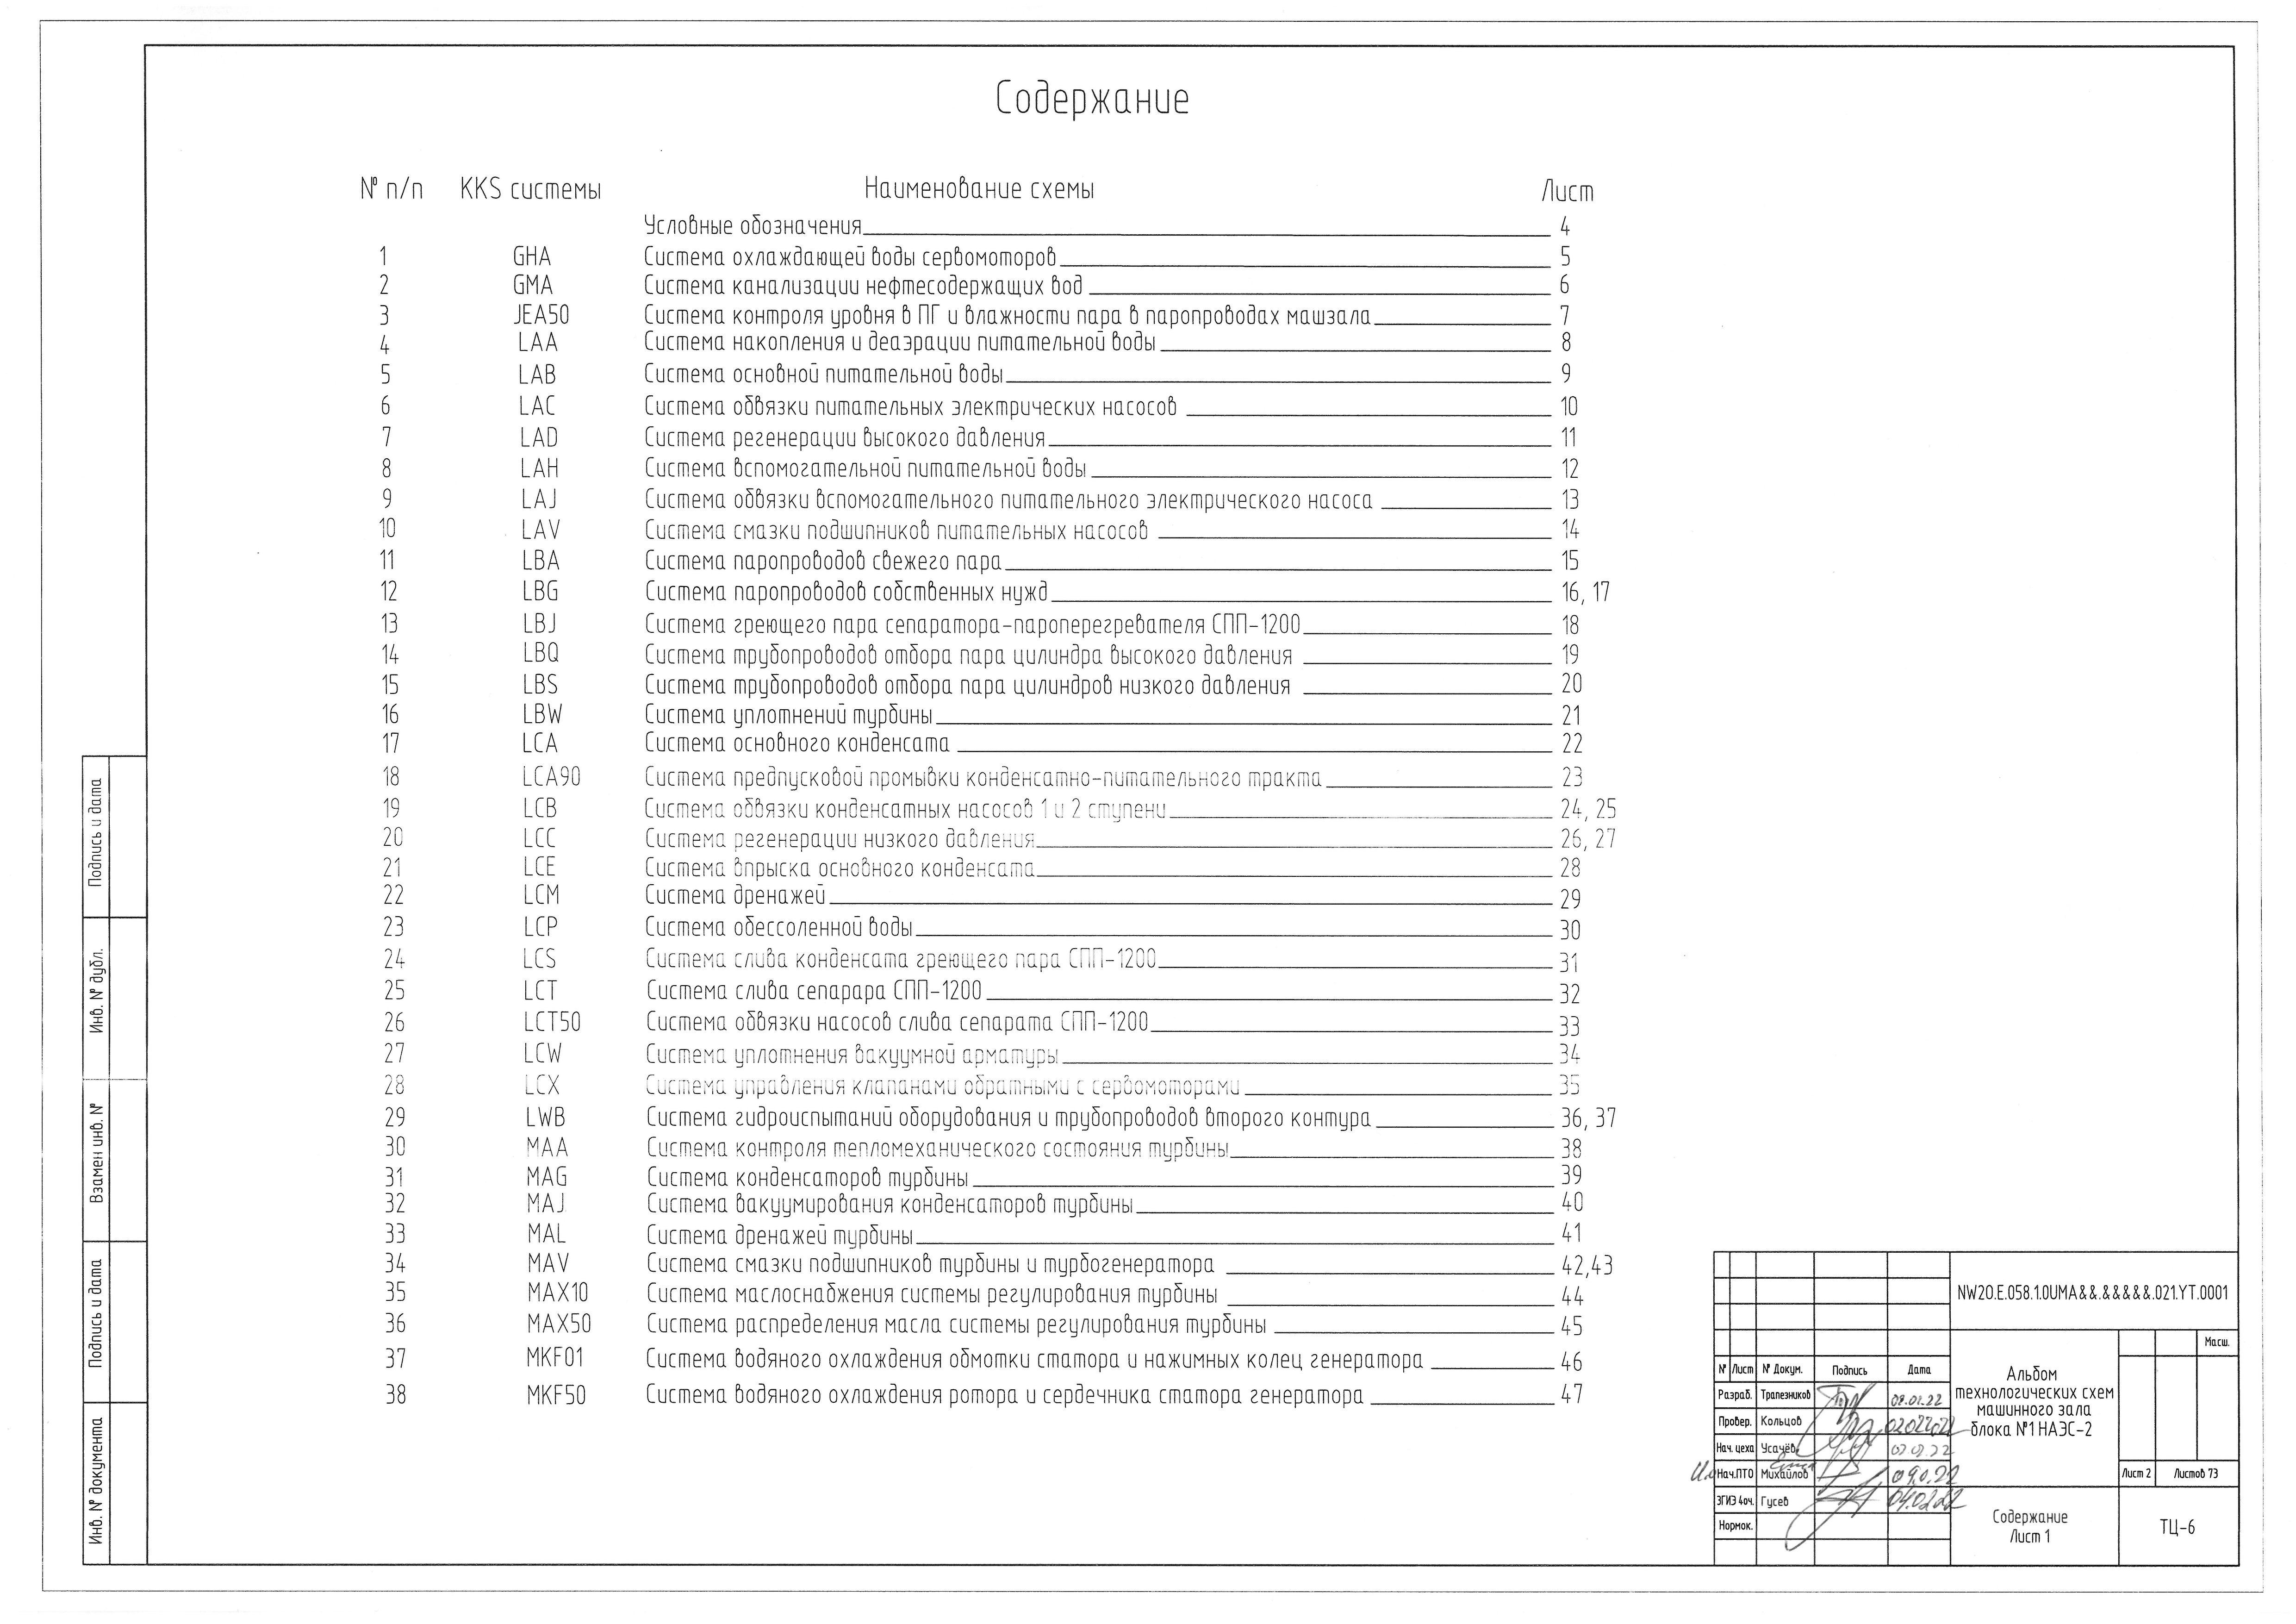 Содержание
№ п/п KKS системы Наименование схемы Лист
Условные обозначения 4
1 GHA Система охлаждающей воды сервомоторов 5
2 GMA Система канализации нефтесодержащих вод 6
3 JEA50 Система контроля уровня в ПГ и влажности пара в паропроводах машзала 7
4 LAA Система накопления и деаэрации питательной воды 8
5 LAB Система основной питательной воды 9
6 LAC Система обвязки питательных электрических насосов 10
7 LAD Система регенерации высокого давления 11
8 LAH Система вспомогательной питательной воды 12
9 LAJ Система обвязки вспомогательного питательного электрического насоса 13
10 LAV Система смазки подшипников питательных насосов 14
11 LBA Система паропроводов свежего пара 15
12 LBG Система паропроводов собственных нужд 16, 17
13 LBJ Система греющего пара сепаратора-пароперегревателя СПП-1200 18
14 LBQ Система трубопроводов отбора пара цилиндра высокого давления 19
15 LBS Система трубопроводов отбора пара цилиндров низкого давления 20
16 LBW Система уплотнений турбины 21
17 LCA Система основного конденсата 22
18 LCA90 Система предпусковой промывки конденсатно-питательного тракта 23
19 LCB Система обвязки конденсатных насосов 1 и 2 ступени 24, 25
20 LCC Система регенерации низкого давления 26, 27
21 LCE Система впрыска основного конденсата 28
22 LCM Система дренажей 29
23 LCP Система обессоленной воды 30
24 LCS Система слива конденсата греющего пара СПП-1200 31
25 LCT Система слива сепарара СПП-1200 32
26 LCT50 Система обвязки насосов слива сепарата СПП-1200 33
27 LCW Система уплотнения вакуумной арматуры 34
28 LCX Система управления клапанами обратными с сервомоторами 35
29 LWB Система гидроиспытаний оборудования и трубопроводов второго контура 36, 37
30 MAA Система контроля тепломеханического состояния турбины 38
31 MAG Система конденсаторов турбины 39
32 MAJ Система вакуумирования конденсаторов турбины 40
33 MAL Система дренажей турбины 41
34 MAV Система смазки подшипников турбины и турбогенератора 42,43
35 MAX10 Система маслоснабжения системы регулирования турбины 44
36 MAX50 Система распределения масла системы регулирования турбины 45
37 MKF01 Система водяного охлаждения обмотки статора и нажимных колец генератора 46
38 MKF50 Система водяного охлаждения ротора и сердечника статора генератора 47
Подпись и дата
Инв. № дубл.
Взамен инв. №
Подпись и дата
Инв. № документа
NW2O.E.058.1.0UMA&&.&&&&&.021.YT.0001
Масш.
№ Лист № Докум. Подпись Дата
Разраб. Трапезников
Провер. Кольцов
Нач. цеха Усачёв
Нач.ПТО Михайлов
ЗГИЭ 4оч. Гусев
Нормок.
Альбом
технологических схем
машинного зала
блока №1 НАЭС-2
Лист 2 Листов 73
Содержание
Лист 1
ТЦ-6